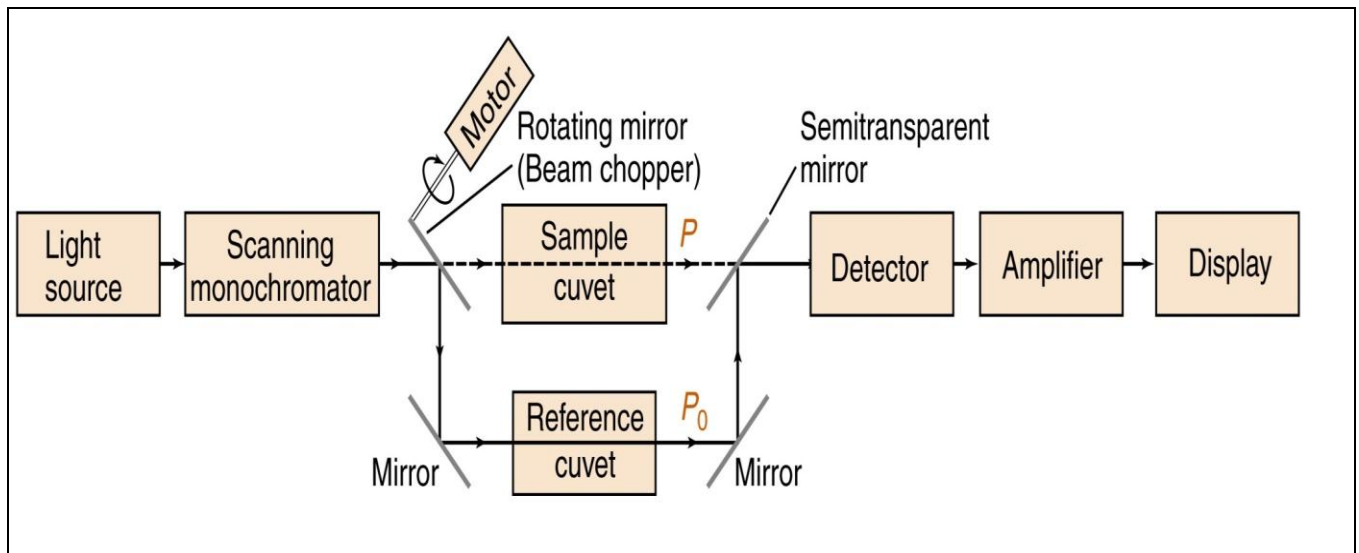 Motor
Rotating mirror
(Beam chopper)
Semitransparent
mirror
Light
source
Scanning
monochromator
Sample
cuvet
P
Detector
Amplifier
Display
Reference
cuvet
P₀
Mirror
Mirror